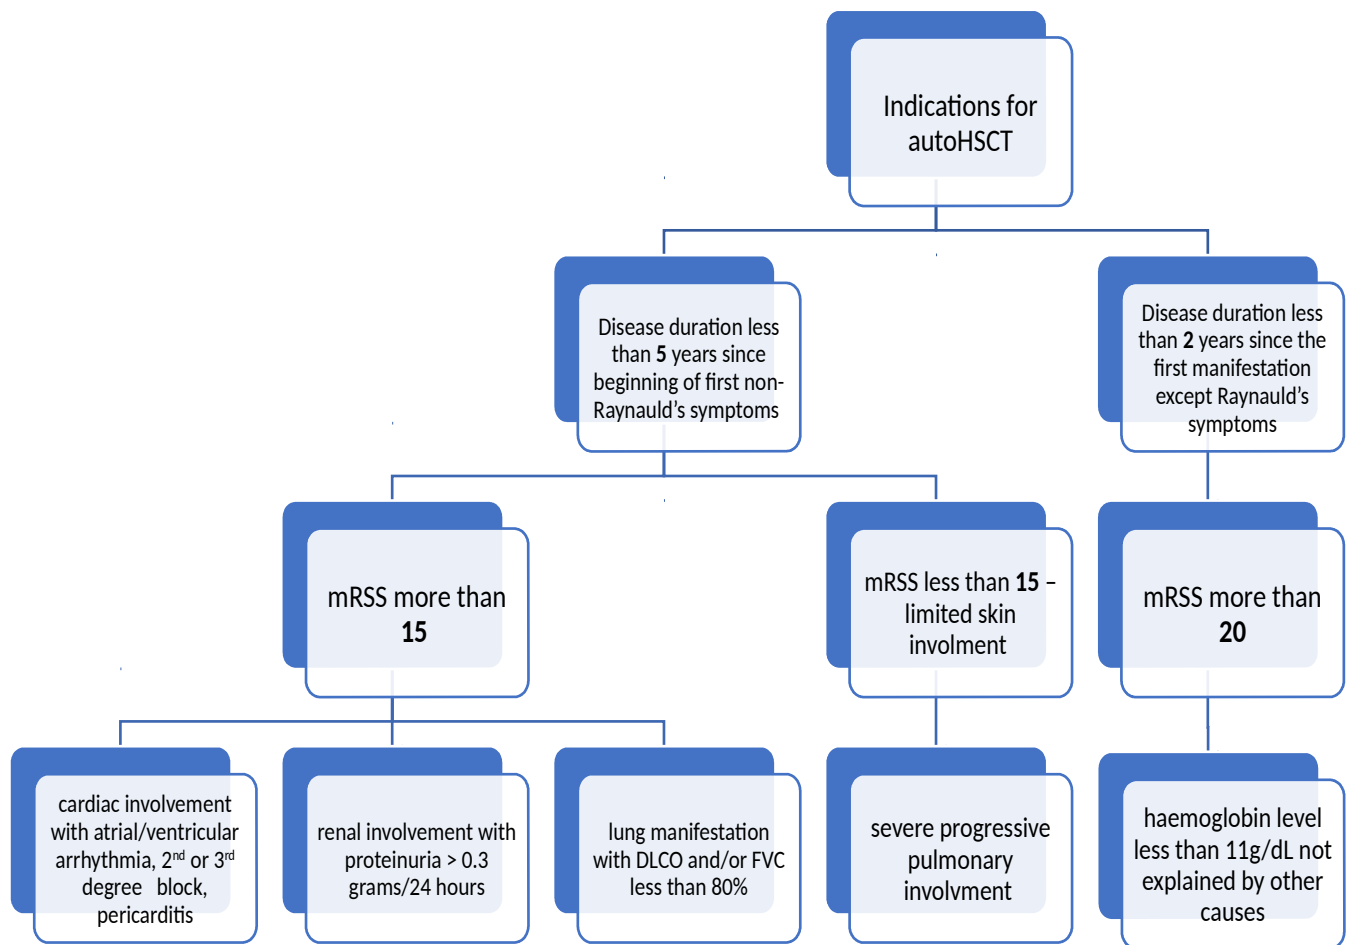 Indications for
autoHSCT
Disease duration less
than 5 years since
beginning of first non-
Raynauld's symptoms
Disease duration less
than 2 years since the
first manifestation
except Raynauld's
symptoms
mRSS more than
15
mRSS less than 15 –
limited skin
involment
mRSS more than
20
cardiac involvement
with atrial/ventricular
arrhythmia, 2nd or 3rd
degree block,
pericarditis
renal involvement with
proteinuria > 0.3
grams/24 hours
lung manifestation
with DLCO and/or FVC
less than 80%
severe progressive
pulmonary
involvment
haemoglobin level
less than 11g/dL not
explained by other
causes